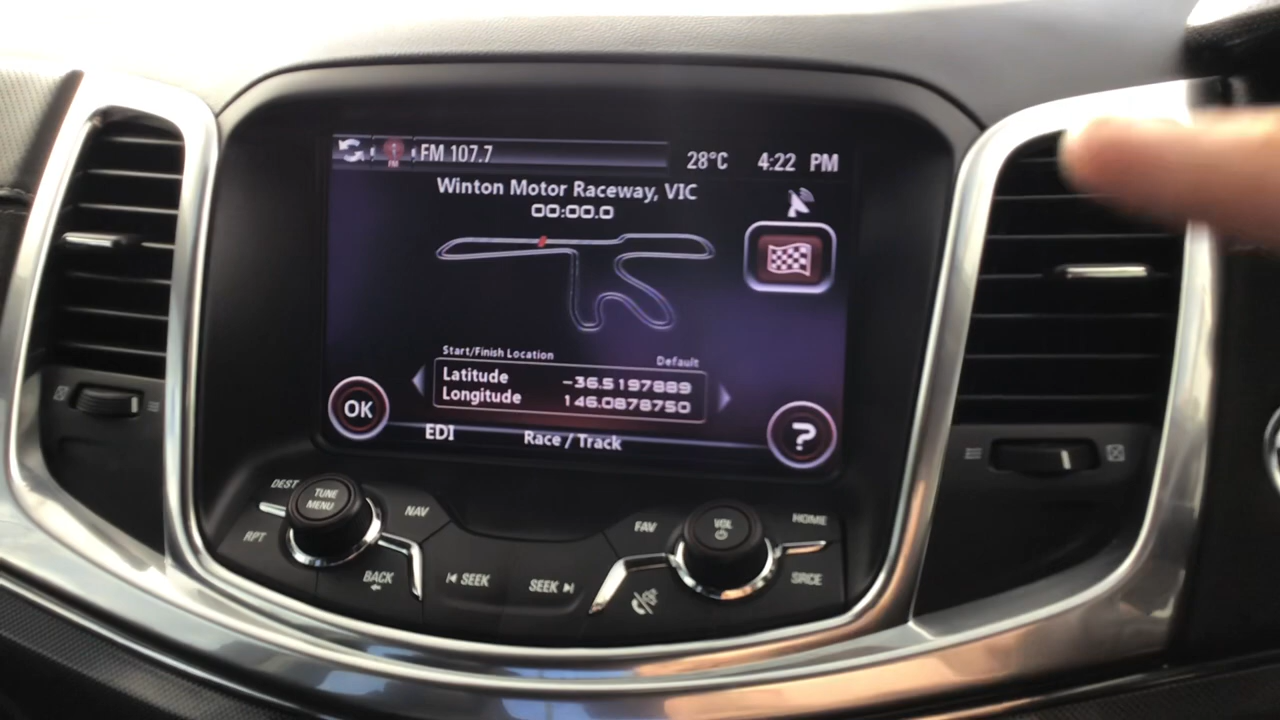 FM
FM 107.7
28°C
4:22 PM
Winton Motor Raceway, VIC
00:00.0
Start/Finish Location
Default
Latitude
-36.5197889
Longitude
146.0878750
OK
?
EDI
Race / Track
DEST
TUNE
MENU
NAV
RPT
BACK
SEEK
SEEK
FAV
VOL
HOME
SRCE